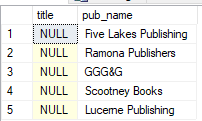 title pub_name
1 NULL Five Lakes Publishing
2 NULL Ramona Publishers
3 NULL GGG&G
4 NULL Scootney Books
5 NULL Lucerne Publishing